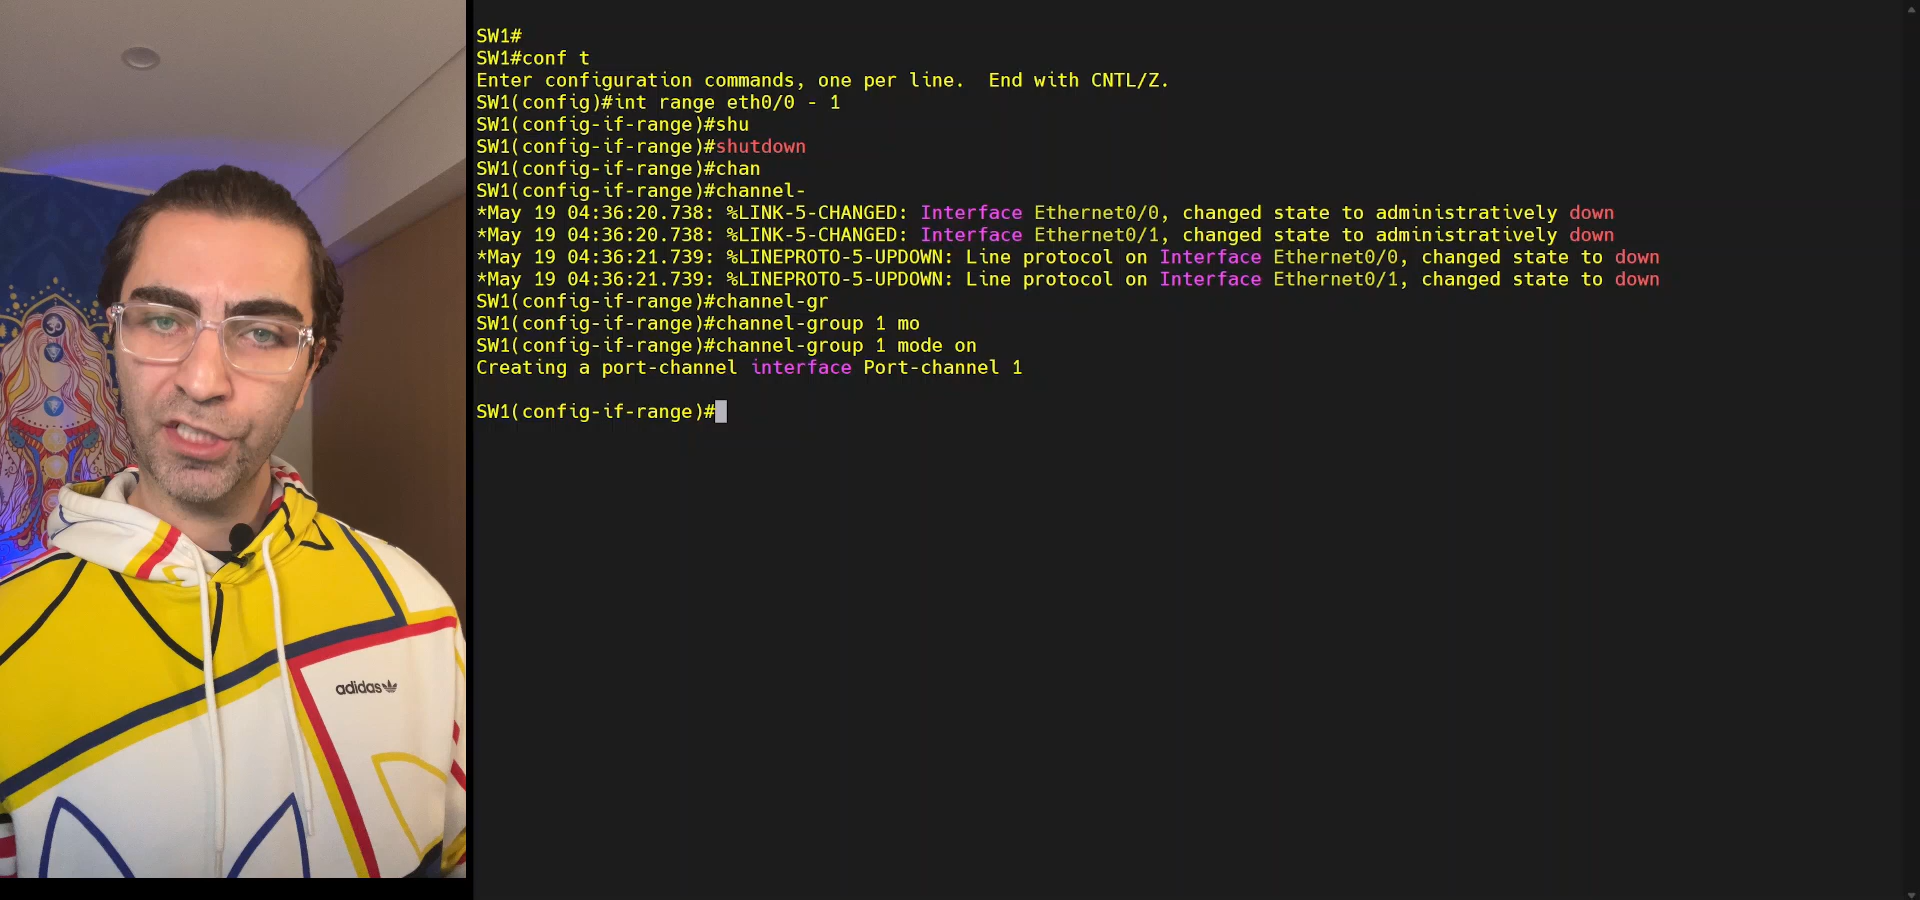 SW1#
SW1#conf t
Enter configuration commands, one per line.  End with CNTL/Z.
SW1(config)#int range eth0/0 - 1
SW1(config-if-range)#shu
SW1(config-if-range)#shutdown
SW1(config-if-range)#chan
SW1(config-if-range)#channel-
*May 19 04:36:20.738: %LINK-5-CHANGED: Interface Ethernet0/0, changed state to administratively down
*May 19 04:36:20.738: %LINK-5-CHANGED: Interface Ethernet0/1, changed state to administratively down
*May 19 04:36:21.739: %LINEPROTO-5-UPDOWN: Line protocol on Interface Ethernet0/0, changed state to down
*May 19 04:36:21.739: %LINEPROTO-5-UPDOWN: Line protocol on Interface Ethernet0/1, changed state to down
SW1(config-if-range)#channel-gr
SW1(config-if-range)#channel-group 1 mo
SW1(config-if-range)#channel-group 1 mode on
Creating a port-channel interface Port-channel 1
SW1(config-if-range)#
adidas